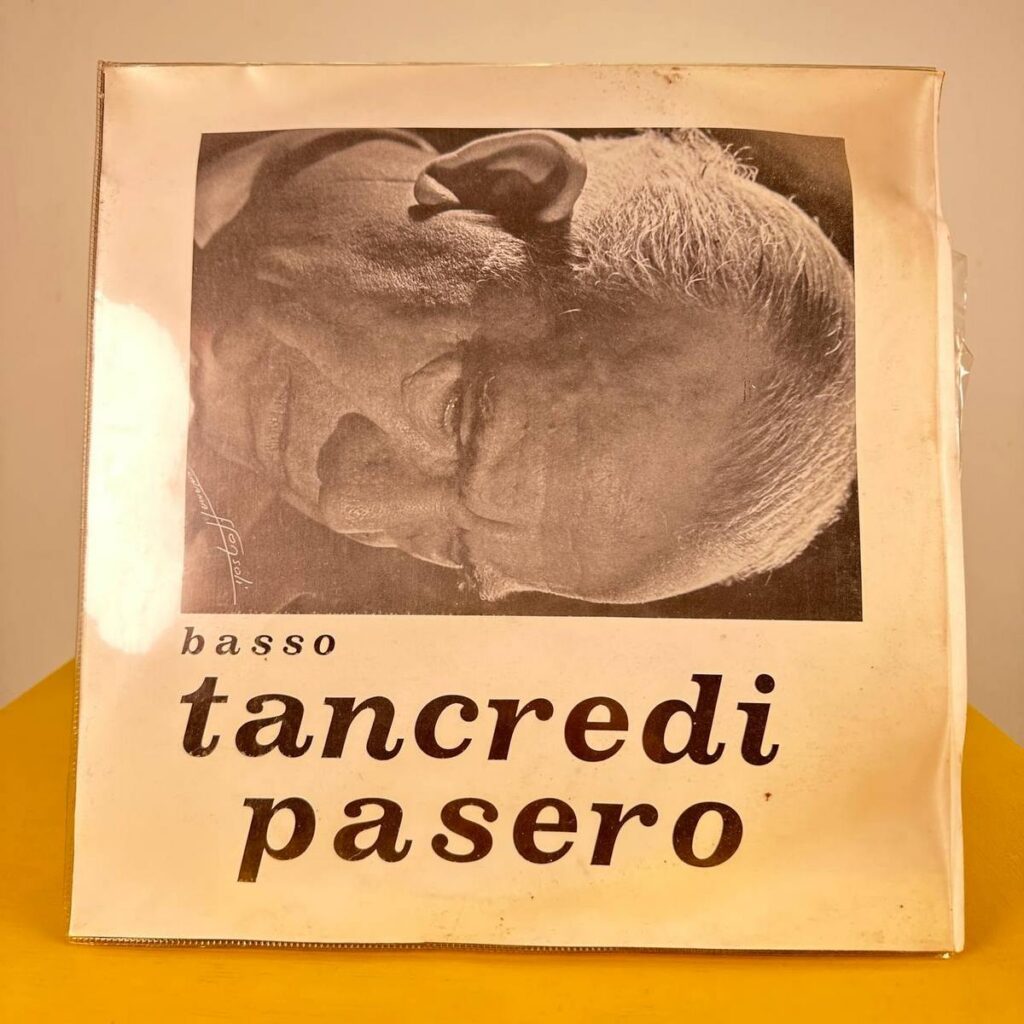 basso
tancredi
pasero